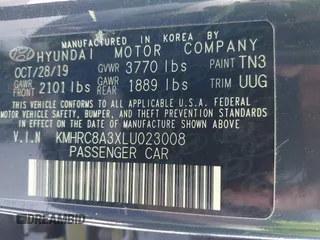 MANUFACTURED IN KOREA BY
HYUNDAI MOTOR COMPANY
OCT/28/19 GVWR 3770 lbs PAINT TN3
GAWR FRONT 2101 lbs GAWR REAR 1889 lbs TRIM UUG
THIS VEHICLE CONFORMS TO ALL APPLICABLE FEDERAL
MOTOR VEHICLE SAFETY, BUMPER, AND THEFT PREVENTION
STANDARDS IN EFFECT ON THE DATE OF MANUFACTURE
SHOWN ABOVE.
V.I.N KMHRC8A3XLU023008
PASSENGER CAR
DREAMBID